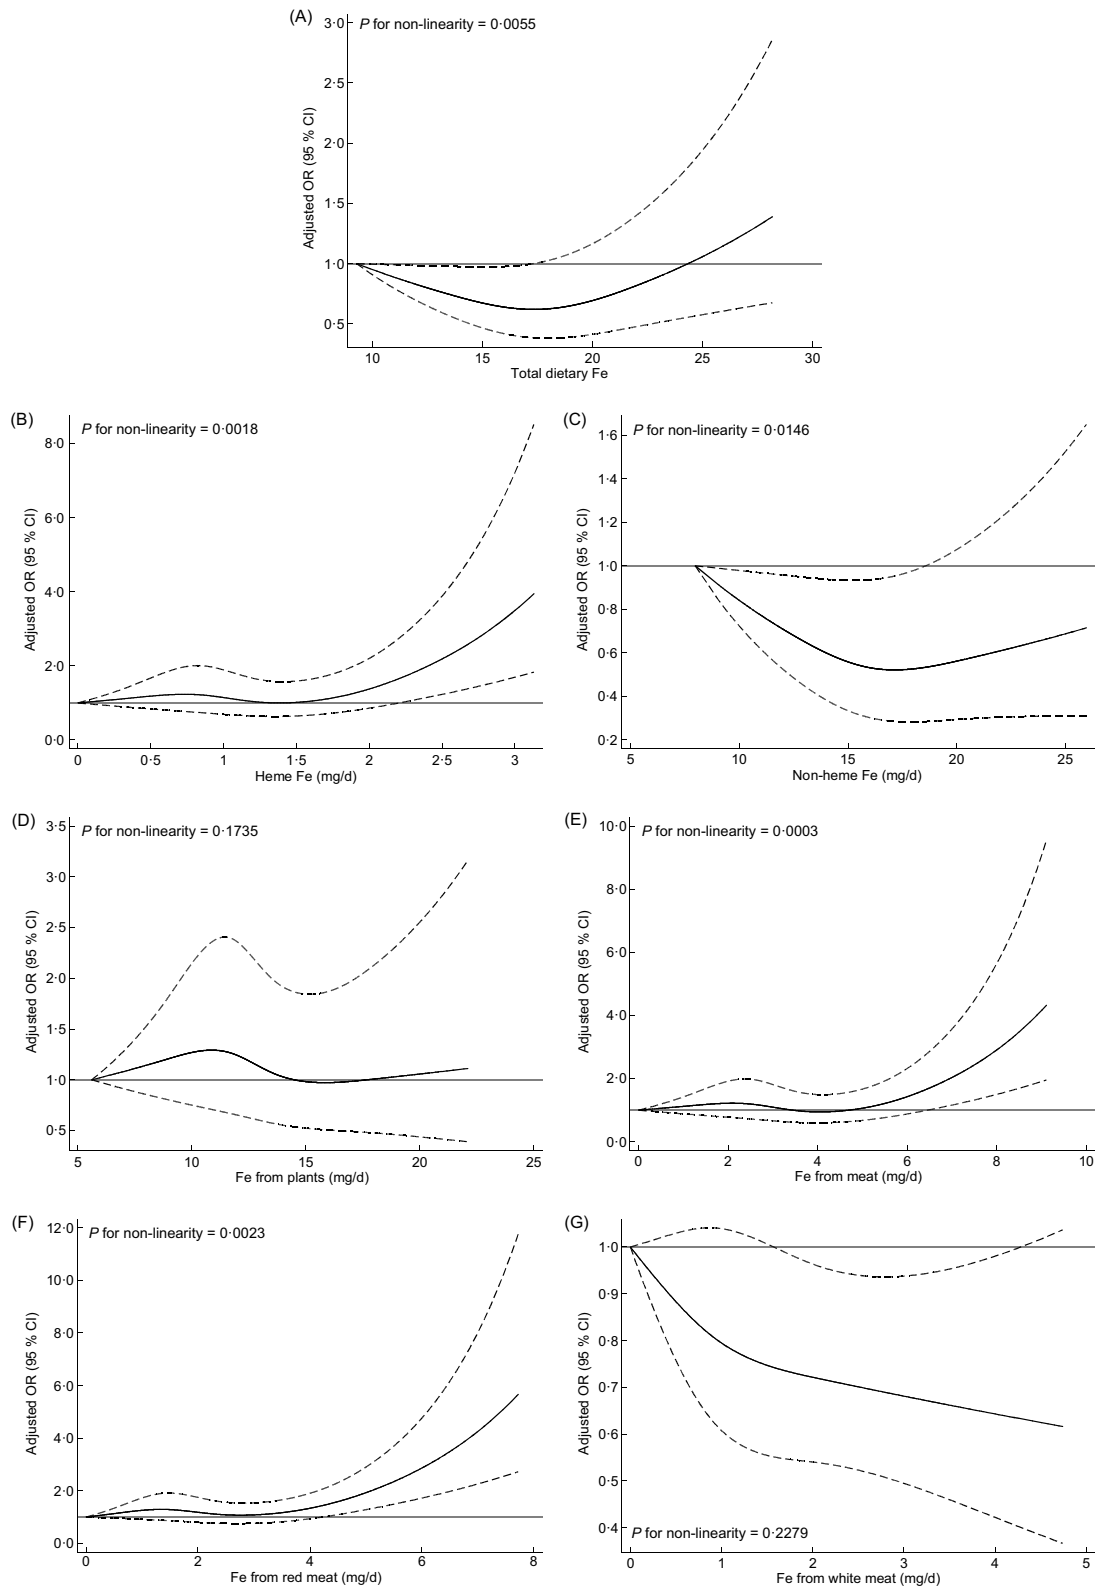 (A)
P for non-linearity = 0·0055
3·0
2·5
2·0
1·5
1·0
0·5
Adjusted OR (95 % CI)
10 15 20 25 30
Total dietary Fe
(B)
P for non-linearity = 0·0018
8·0
6·0
4·0
2·0
1·0
0·0
Adjusted OR (95 % CI)
0 0·5 1 1·5 2 2·5 3
Heme Fe (mg/d)
(C)
P for non-linearity = 0·0146
1·6
1·4
1·2
1·0
0·8
0·6
0·4
0·2
Adjusted OR (95 % CI)
5 10 15 20 25
Non-heme Fe (mg/d)
(D)
P for non-linearity = 0·1735
3·5
3·0
2·5
2·0
1·5
1·0
0·5
Adjusted OR (95 % CI)
5 10 15 20 25
Fe from plants (mg/d)
(E)
P for non-linearity = 0·0003
10·0
8·0
6·0
4·0
2·0
1·0
0·0
Adjusted OR (95 % CI)
0 2 4 6 8 10
Fe from meat (mg/d)
(F)
P for non-linearity = 0·0023
12·0
10·0
8·0
6·0
4·0
2·0
1·0
0·0
Adjusted OR (95 % CI)
0 2 4 6 8
Fe from red meat (mg/d)
(G)
1·0
0·9
0·8
0·7
0·6
0·5
0·4
Adjusted OR (95 % CI)
P for non-linearity = 0·2279
0 1 2 3 4 5
Fe from white meat (mg/d)